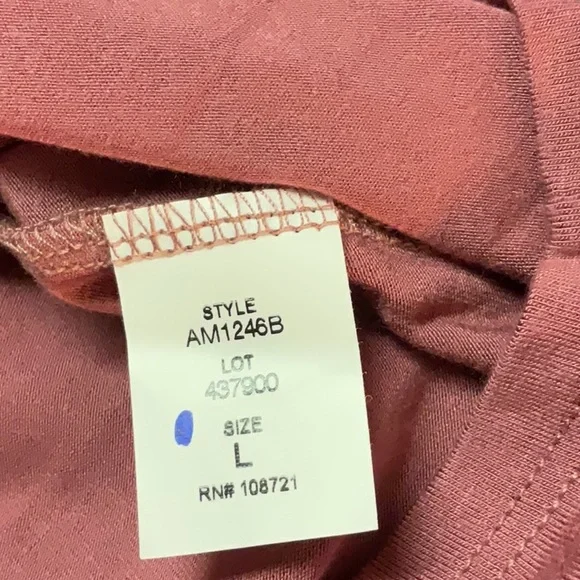 STYLE
AM1246B
LOT
437900
SIZE
L
RN# 108721